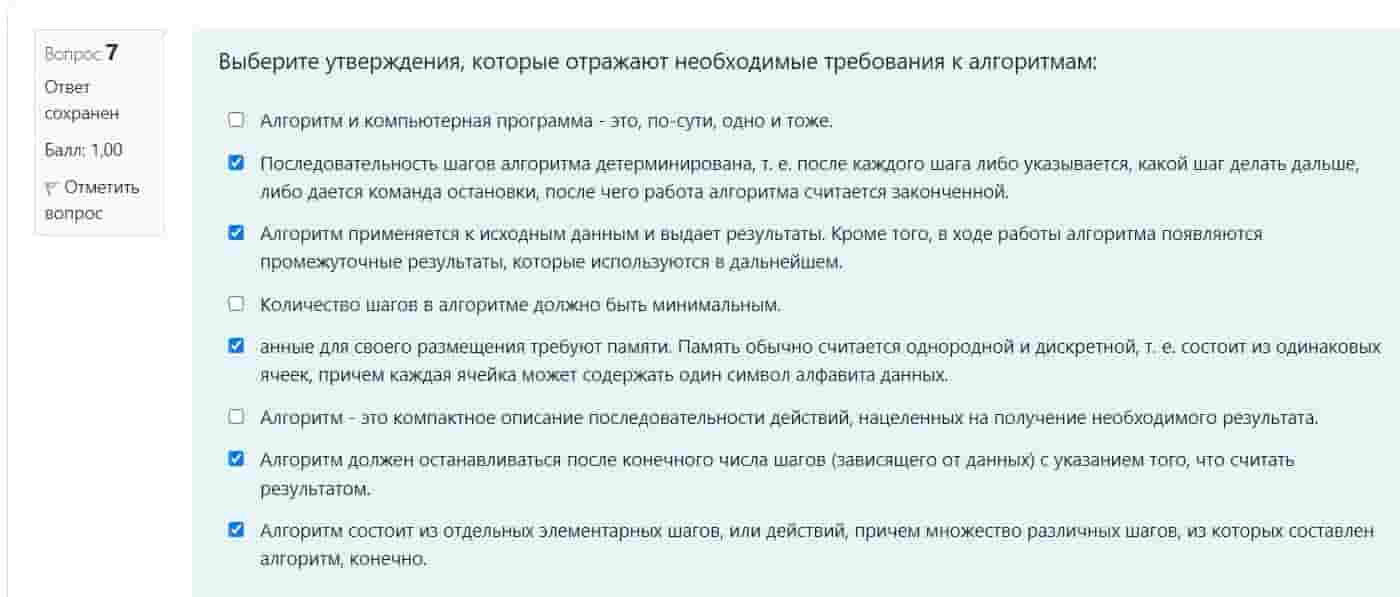 Вопрос 7
Ответ
сохранен
Балл: 1,00
Отметить
вопрос
Выберите утверждения, которые отражают необходимые требования к алгоритмам:
Алгоритм и компьютерная программа - это, по-сути, одно и тоже.
Последовательность шагов алгоритма детерминирована, т. е. после каждого шага либо указывается, какой шаг делать дальше,
либо дается команда остановки, после чего работа алгоритма считается законченной.
Алгоритм применяется к исходным данным и выдает результаты. Кроме того, в ходе работы алгоритма появляются
промежуточные результаты, которые используются в дальнейшем.
Количество шагов в алгоритме должно быть минимальным.
анные для своего размещения требуют памяти. Память обычно считается однородной и дискретной, т. е. состоит из одинаковых
ячеек, причем каждая ячейка может содержать один символ алфавита данных.
Алгоритм - это компактное описание последовательности действий, нацеленных на получение необходимого результата.
Алгоритм должен останавливаться после конечного числа шагов (зависящего от данных) с указанием того, что считать
результатом.
Алгоритм состоит из отдельных элементарных шагов, или действий, причем множество различных шагов, из которых составлен
алгоритм, конечно.